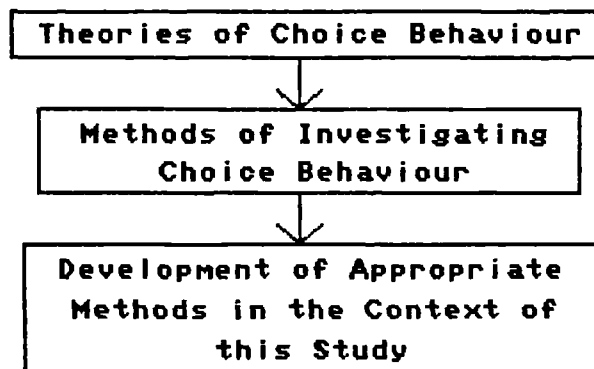 Theories of Choice Behaviour
Methods of Investigating
Choice Behaviour
Development of Appropriate
Methods in the Context of
this Study